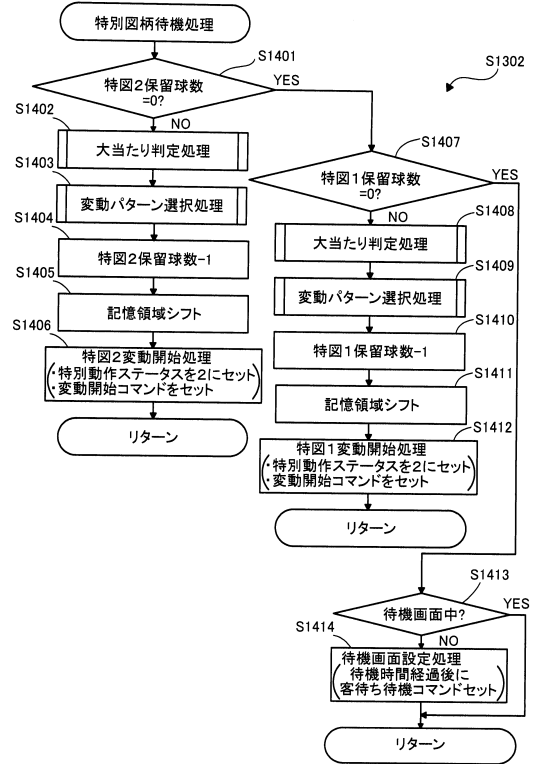 特別図柄待機処理
S1401
S1302
特図2保留球数
=0?
YES
NO
S1402
大当たり判定処理
S1403
変動パターン選択処理
S1404
特図2保留球数-1
S1405
記憶領域シフト
S1406
特図2変動開始処理
・特別動作ステータスを2にセット
・変動開始コマンドをセット
リターン
S1407
特図1保留球数
=0?
YES
NO
S1408
大当たり判定処理
S1409
変動パターン選択処理
S1410
特図1保留球数-1
S1411
記憶領域シフト
S1412
特図1変動開始処理
・特別動作ステータスを2にセット
・変動開始コマンドをセット
リターン
S1413
待機画面中?
YES
NO
S1414
待機画面設定処理
待機時間経過後に
客待ち待機コマンドセット
リターン